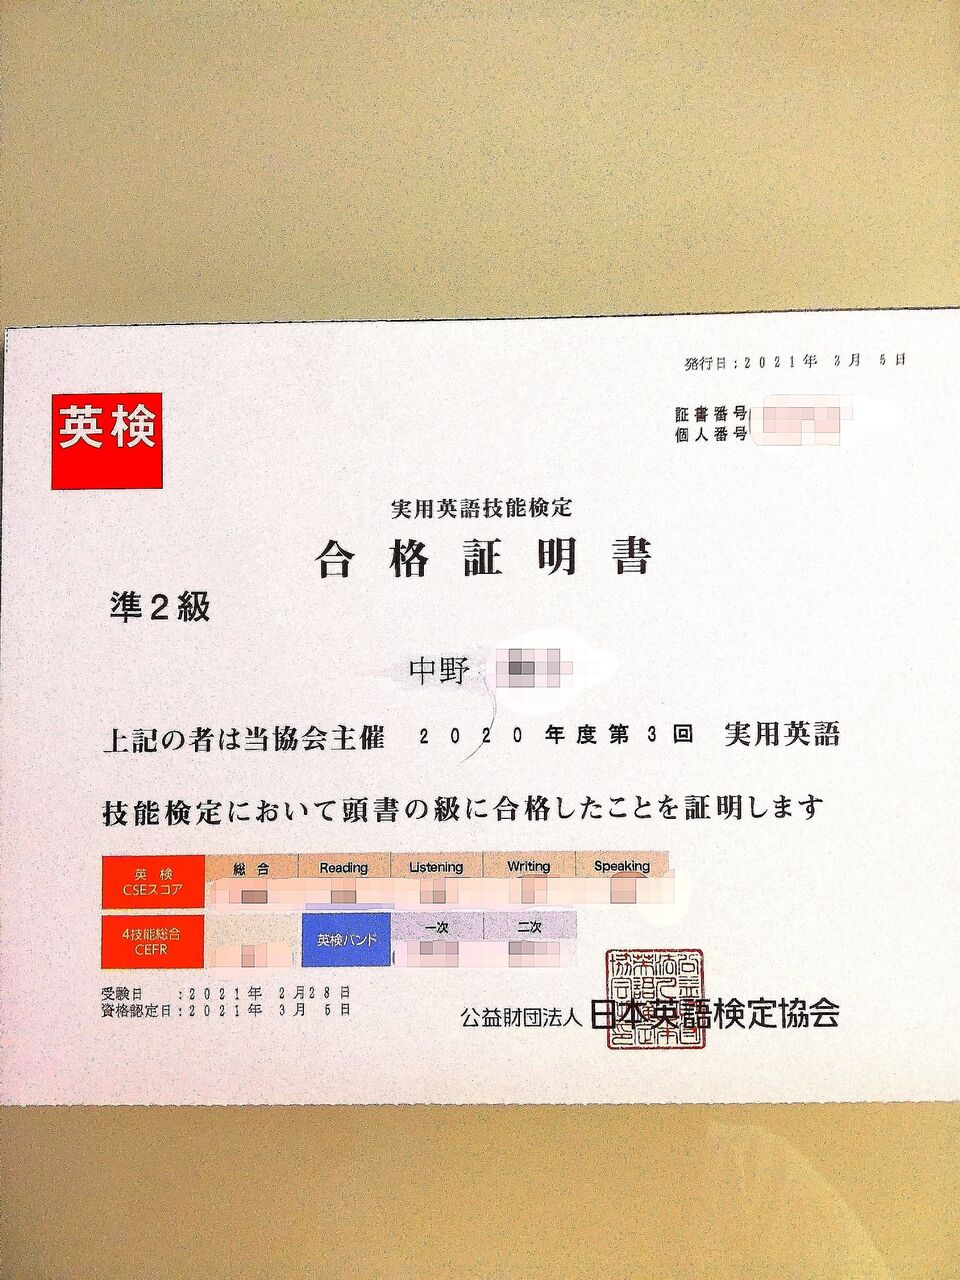 発行日:2021年 3月 5日
英検
証書番号
個人番号
実用英語技能検定
合格証明書
準2級
中野
上記の者は当協会主催 2020年度第3回 実用英語
技能検定において頭書の級に合格したことを証明します
英検 総合 Reading Listening Writing Speaking
CSEスコア
4技能総合 英検バンド 一次 二次
CEFR
受験日 :2021年 2月28日
資格認定日:2021年 3月 5日
公益財団法人 日本英語検定協会